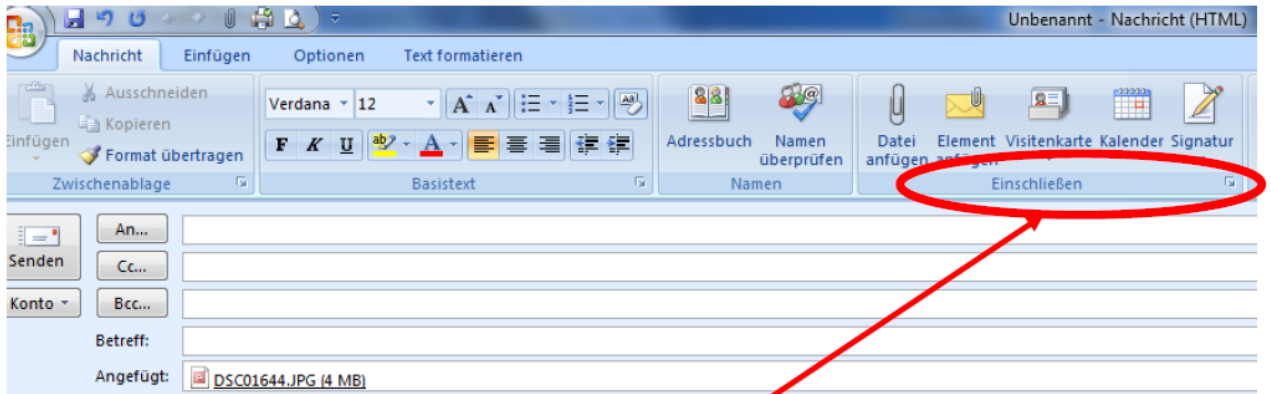 Unbenannt - Nachricht (HTML)
Nachricht Einfügen Optionen Text formatieren
Einfügen
Ausschneiden
Kopieren
Format übertragen
Zwischenablage
Verdana 12 A A
F K U ab A
Basistext
Adressbuch Namen überprüfen
Namen
Datei anfügen Element anfügen Visitenkarte Kalender Signatur
Einschließen
Senden
Konto
An...
Cc...
Bcc...
Betreff:
Angefügt: DSC01644.JPG (4 MB)